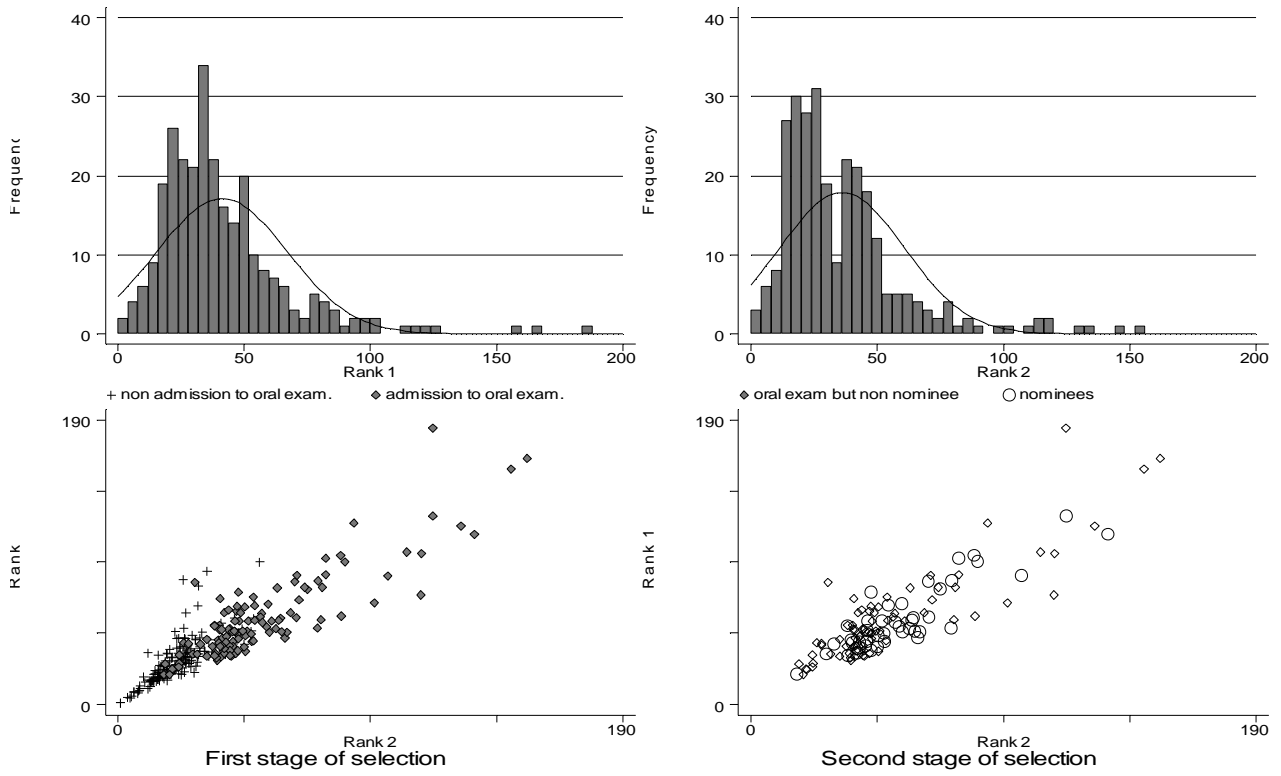 40
30
20
10
0
Frequenc
0 50 100 150 200
Rank 1
40
30
20
10
0
Frequency
0 50 100 150 200
Rank 2
+ non admission to oral exam. ◆ admission to oral exam.
190
0
Rank
0 190
Rank 2
First stage of selection
◆ oral exam but non nominee ○ nominees
190
0
Rank 1
0 190
Rank 2
Second stage of selection